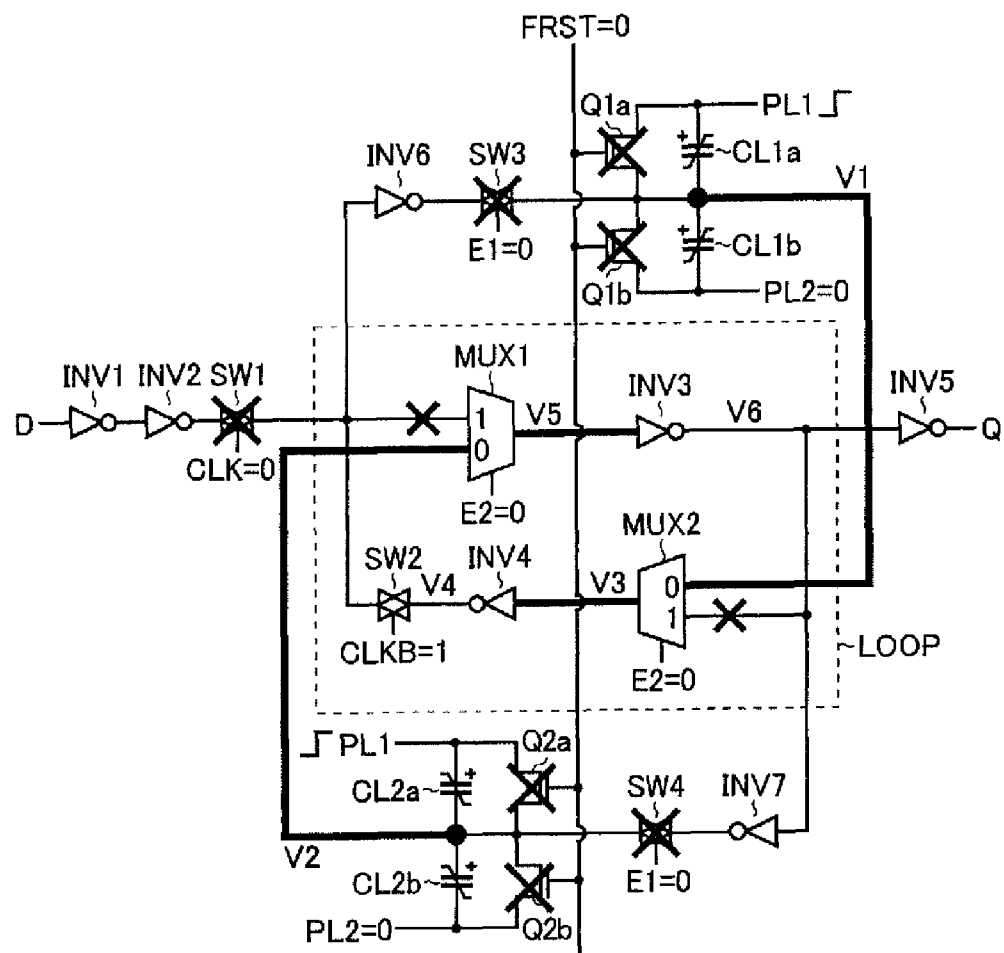 FRST=0
Q1a
PL1
INV6
SW3
+
CL1a
V1
E1=0
+
CL1b
Q1b
PL2=0
MUX1
INV1
INV2
SW1
INV3
INV5
D
1
V5
V6
Q
0
CLK=0
E2=0
MUX2
SW2
INV4
V4
V3
0
1
CLKB=1
LOOP
E2=0
PL1
Q2a
CL2a
+
SW4
INV7
V2
CL2b
+
E1=0
PL2=0
Q2b